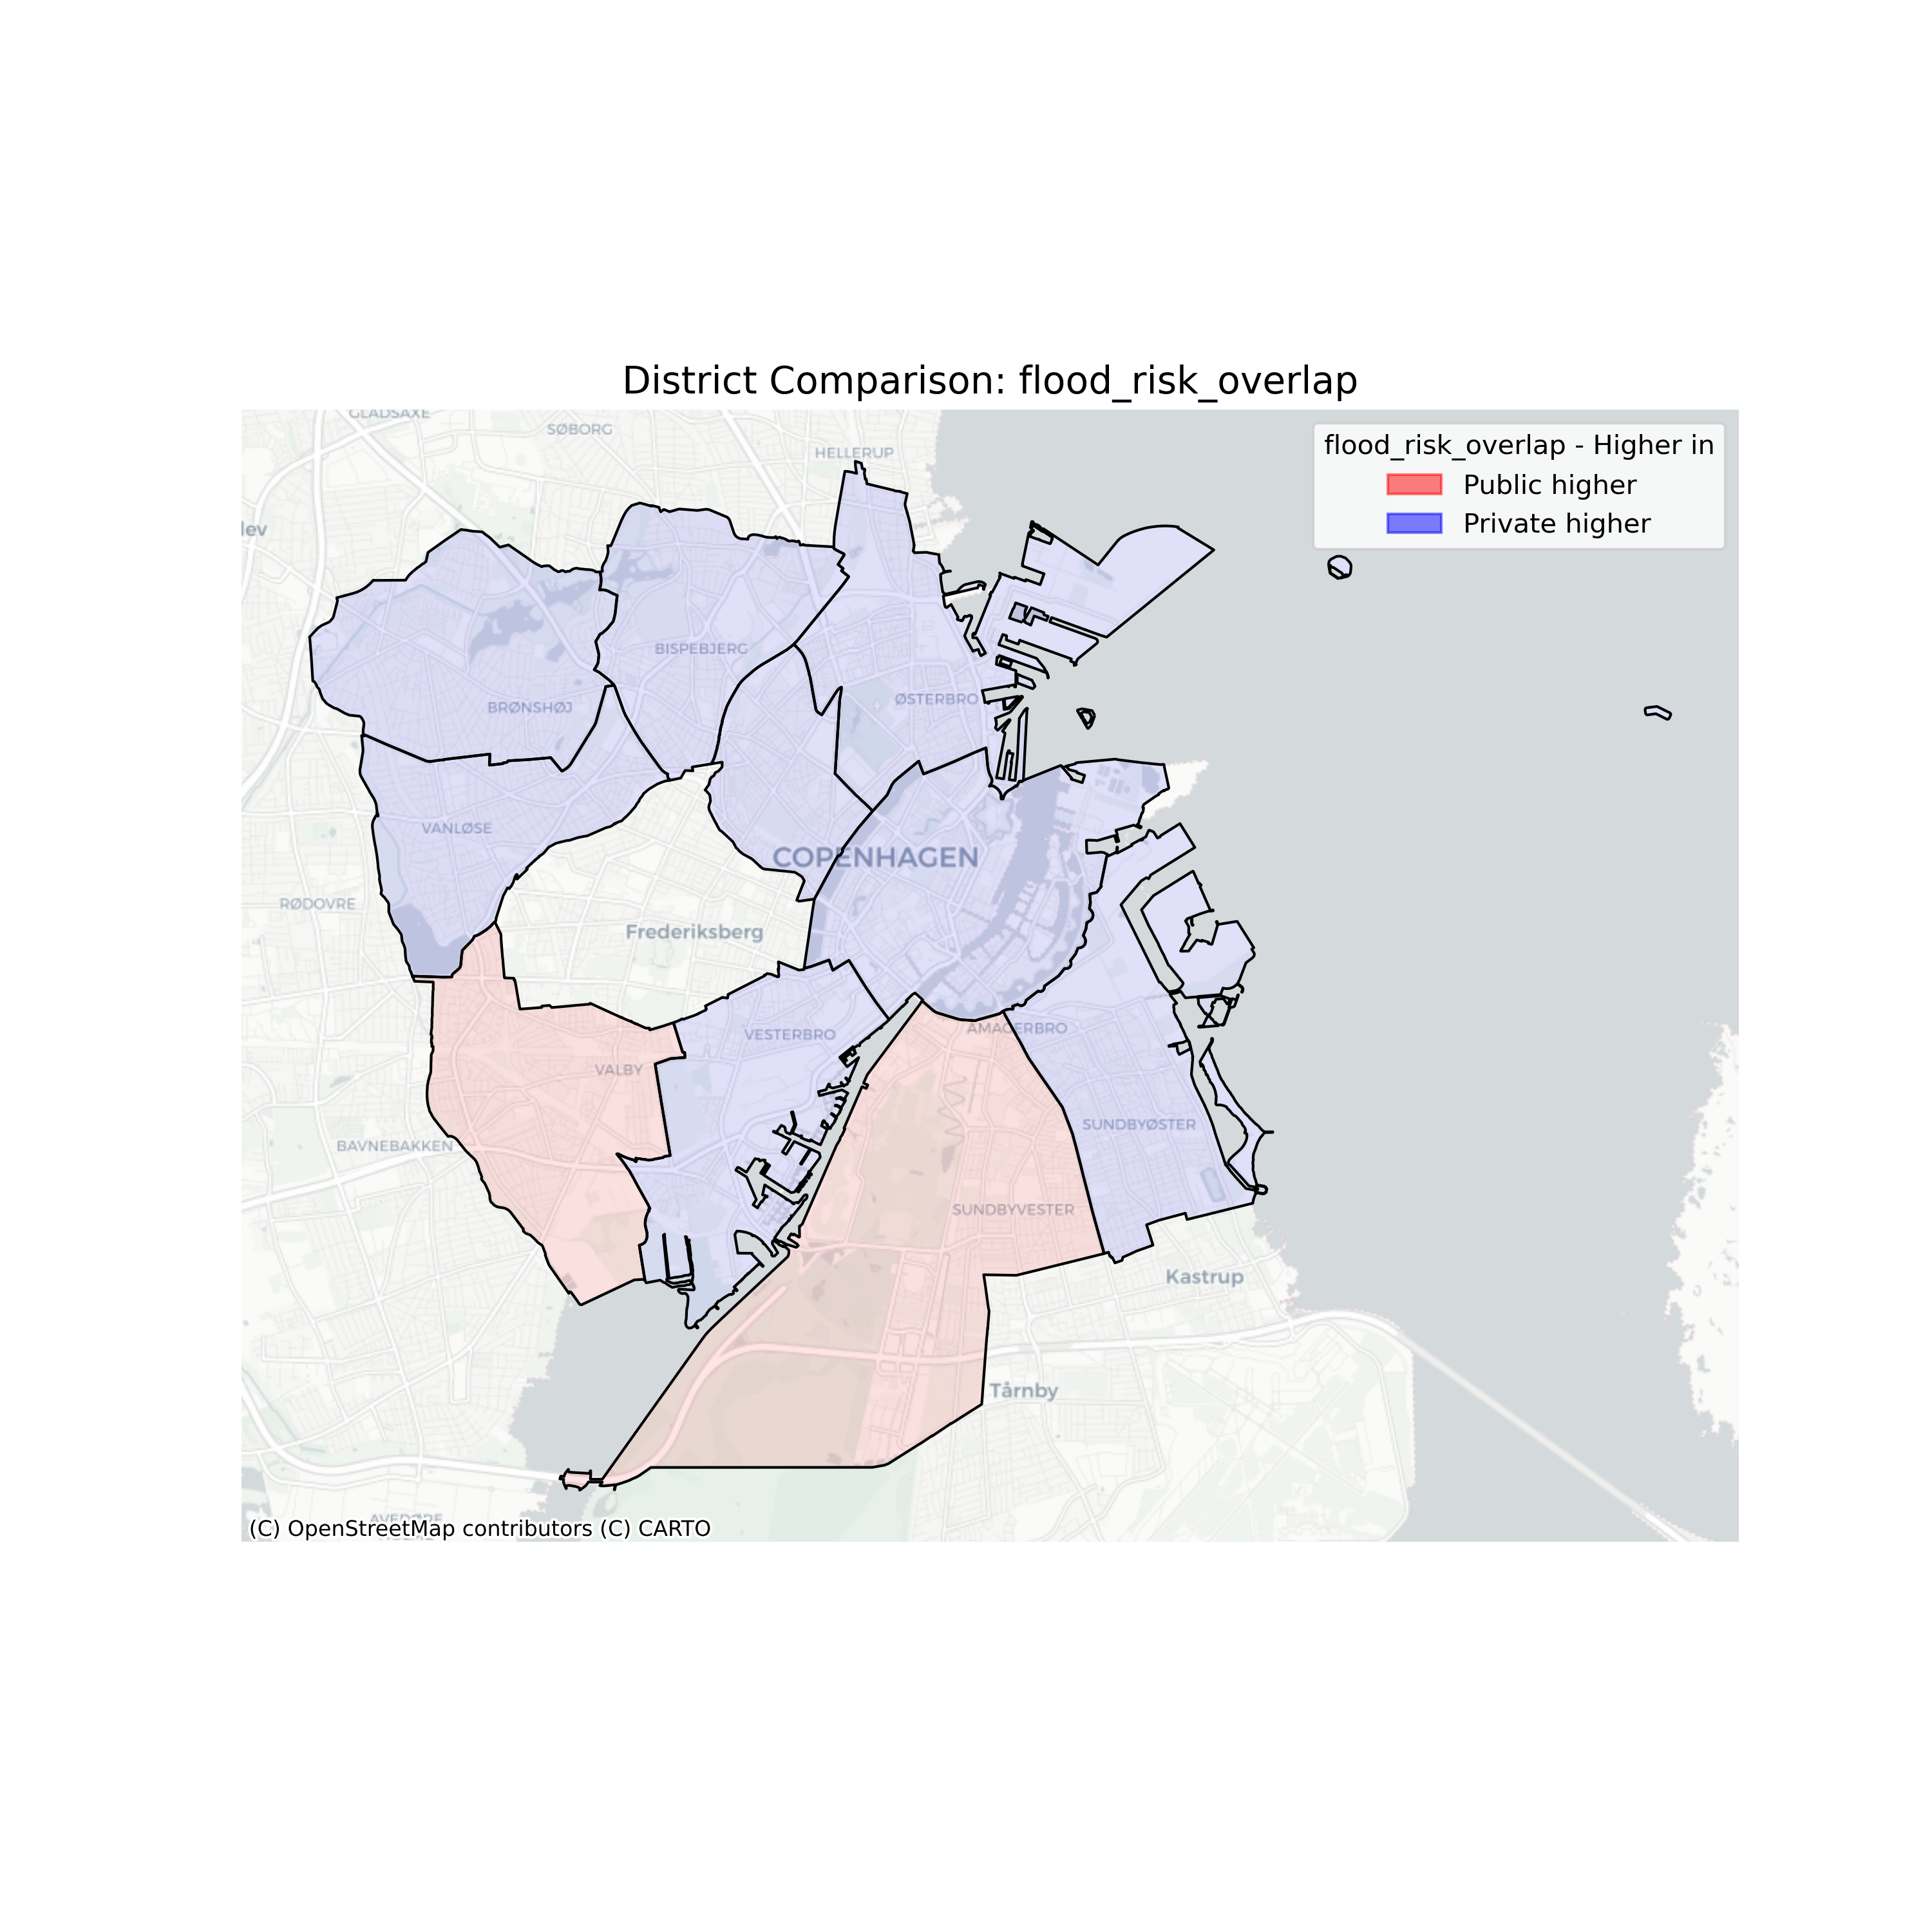 District Comparison: flood_risk_overlap
GLADSAXE
SØBORG
HELLERUP
flood_risk_overlap - Higher in
Public higher
Private higher
lev
BISPEBJERG
BRØNSHØJ
ØSTERBRO
VANLØSE
COPENHAGEN
RØDOVRE
Frederiksberg
VESTERBRO
AMAGERBRO
VALBY
SUNDBYØSTER
BAVNEBAKKEN
SUNDBYVESTER
Kastrup
Tårnby
AVEDØRE
(C) OpenStreetMap contributors (C) CARTO